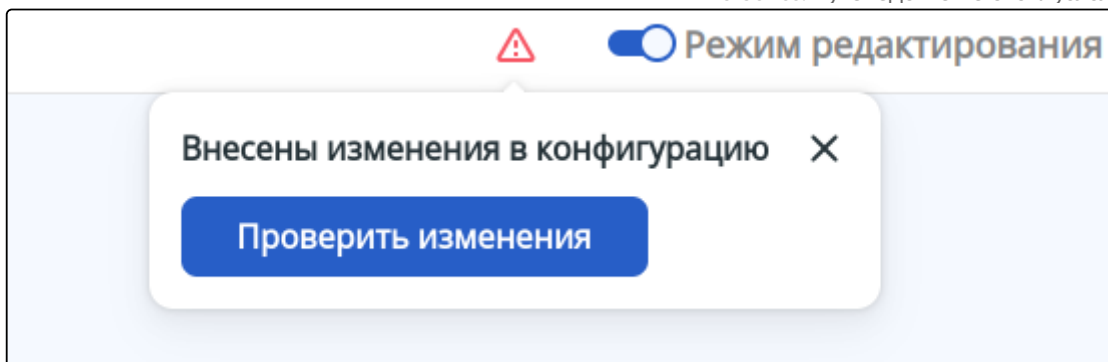 Режим редактирования
Внесены изменения в конфигурацию
Проверить изменения